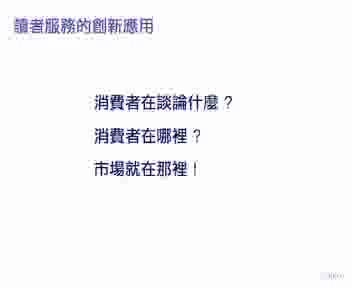 讀者服務的創新應用
消費者在談論什麼？
消費者在哪裡？
市場就在那裡！